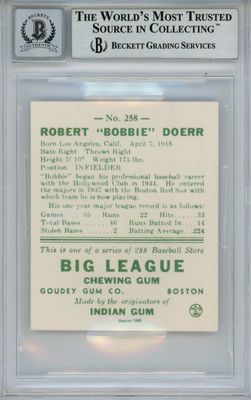 THE WORLD'S MOST TRUSTED
SOURCE IN COLLECTING™
B BECKETT GRADING SERVICES
No. 258
ROBERT "BOBBIE" DOERR
Born Los Angeles, Calif. April 7, 1918
Bats Right Throws Right
Height 5' 10" Weight 175 lbs.
Position INFIELDER
"Bobbie" began his professional baseball career
with the Hollywood Club in 1934. He entered
the majors in 1937 with the Boston Red Sox with
whom he is now playing.
His one year major league record is as follows:
Games ... 55 Runs ... 22 Hits ... 33
Total Bases ... 46 Runs Batted In ... 14
Stolen Bases ... 2 Batting Average .224
This is one of a series of 288 Baseball Stars
BIG LEAGUE
CHEWING GUM
GOUDEY GUM CO. BOSTON
Made by the originators of
INDIAN GUM